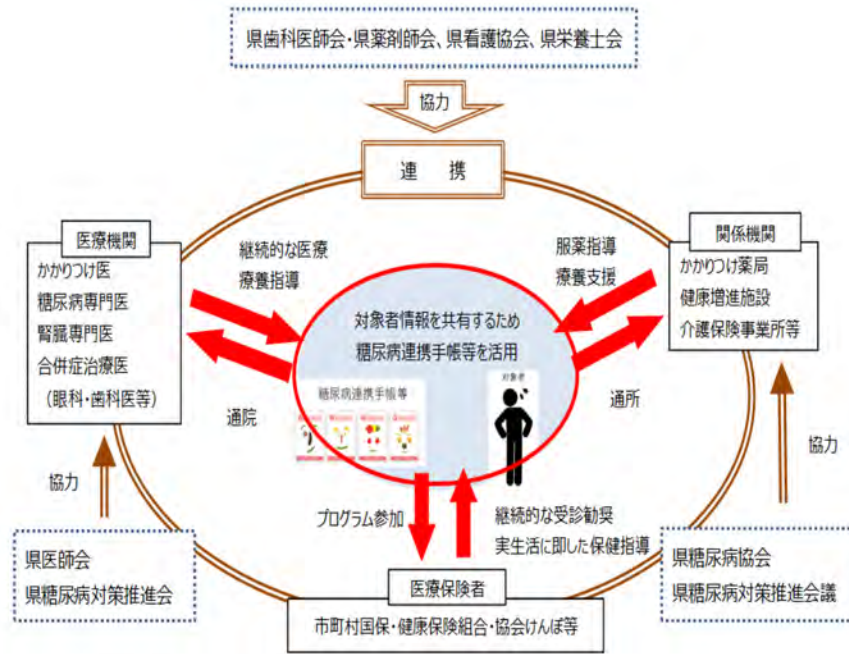 県歯科医師会・県薬剤師会、県看護協会、県栄養士会
協力
連 携
医療機関
かかりつけ医
糖尿病専門医
腎臓専門医
合併症治療医
（眼科・歯科医等）
継続的な医療
療養指導
服薬指導
療養支援
関係機関
かかりつけ薬局
健康増進施設
介護保険事業所等
対象者情報を共有するため
糖尿病連携手帳等を活用
糖尿病連携手帳等
対象者
通院
通所
協力
協力
プログラム参加
継続的な受診勧奨
実生活に即した保健指導
県医師会
県糖尿病対策推進会
医療保険者
市町村国保・健康保険組合・協会けんぽ等
県糖尿病協会
県糖尿病対策推進会議